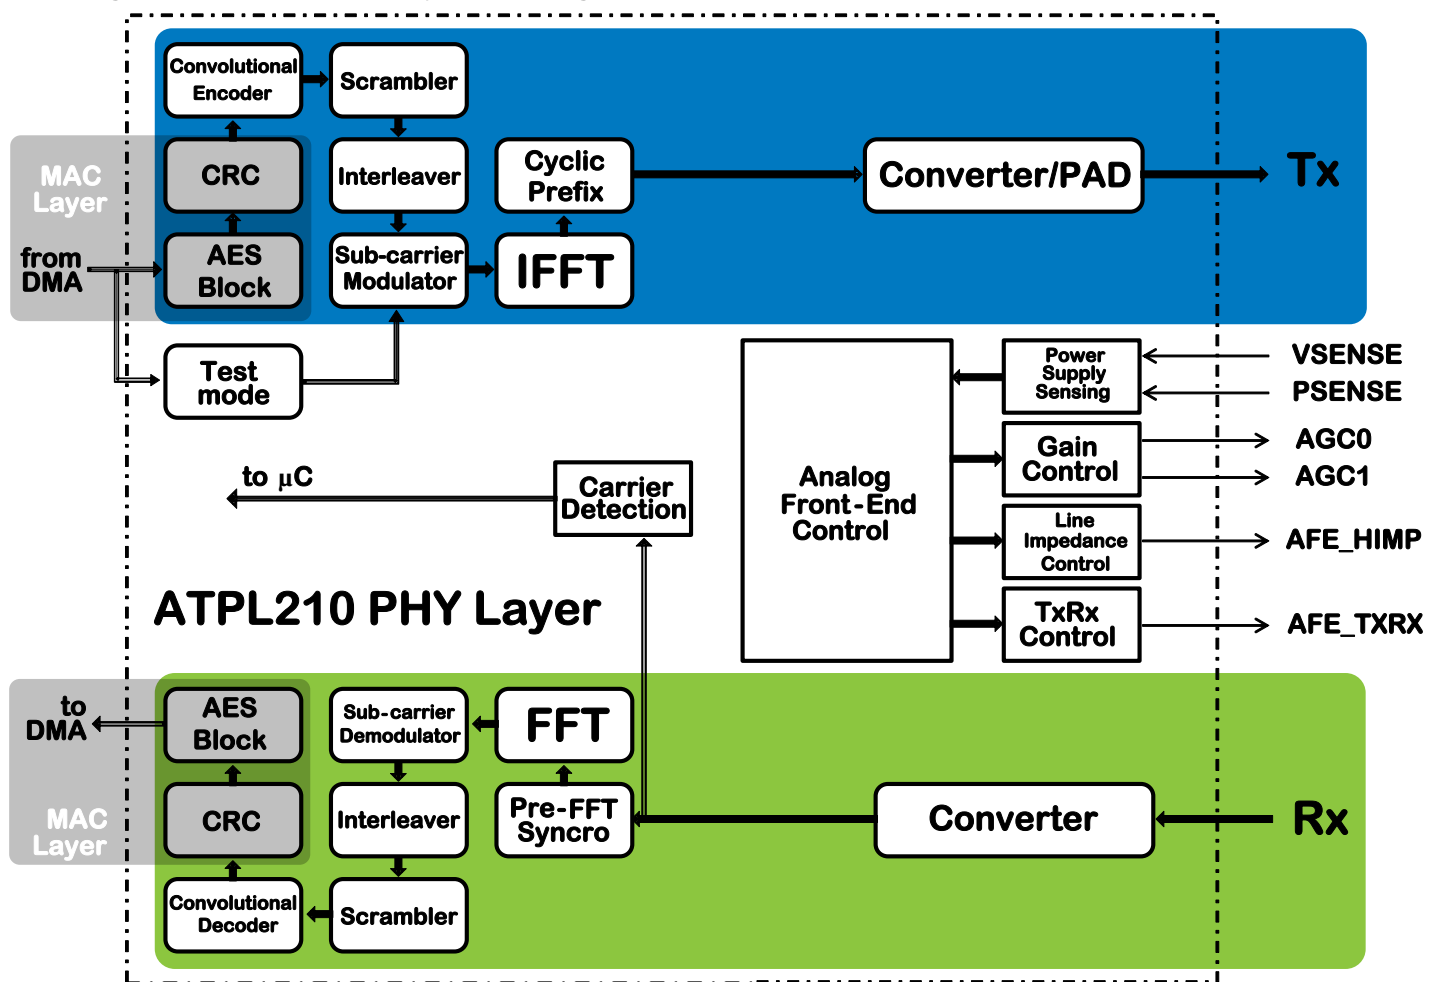 Convolutional
Encoder
Scrambler
MAC
Layer
CRC
Interleaver
Cyclic
Prefix
Converter/PAD
Tx
from
DMA
AES
Block
Sub-carrier
Modulator
IFFT
Test
mode
Power
Supply
Sensing
VSENSE
PSENSE
Gain
Control
AGC0
AGC1
Analog
Front-End
Control
to µC
Carrier
Detection
Line
Impedance
Control
AFE_HIMP
TxRx
Control
AFE_TXRX
ATPL210 PHY Layer
to
DMA
AES
Block
Sub-carrier
Demodulator
FFT
MAC
Layer
CRC
Interleaver
Pre-FFT
Syncro
Converter
Rx
Convolutional
Decoder
Scrambler